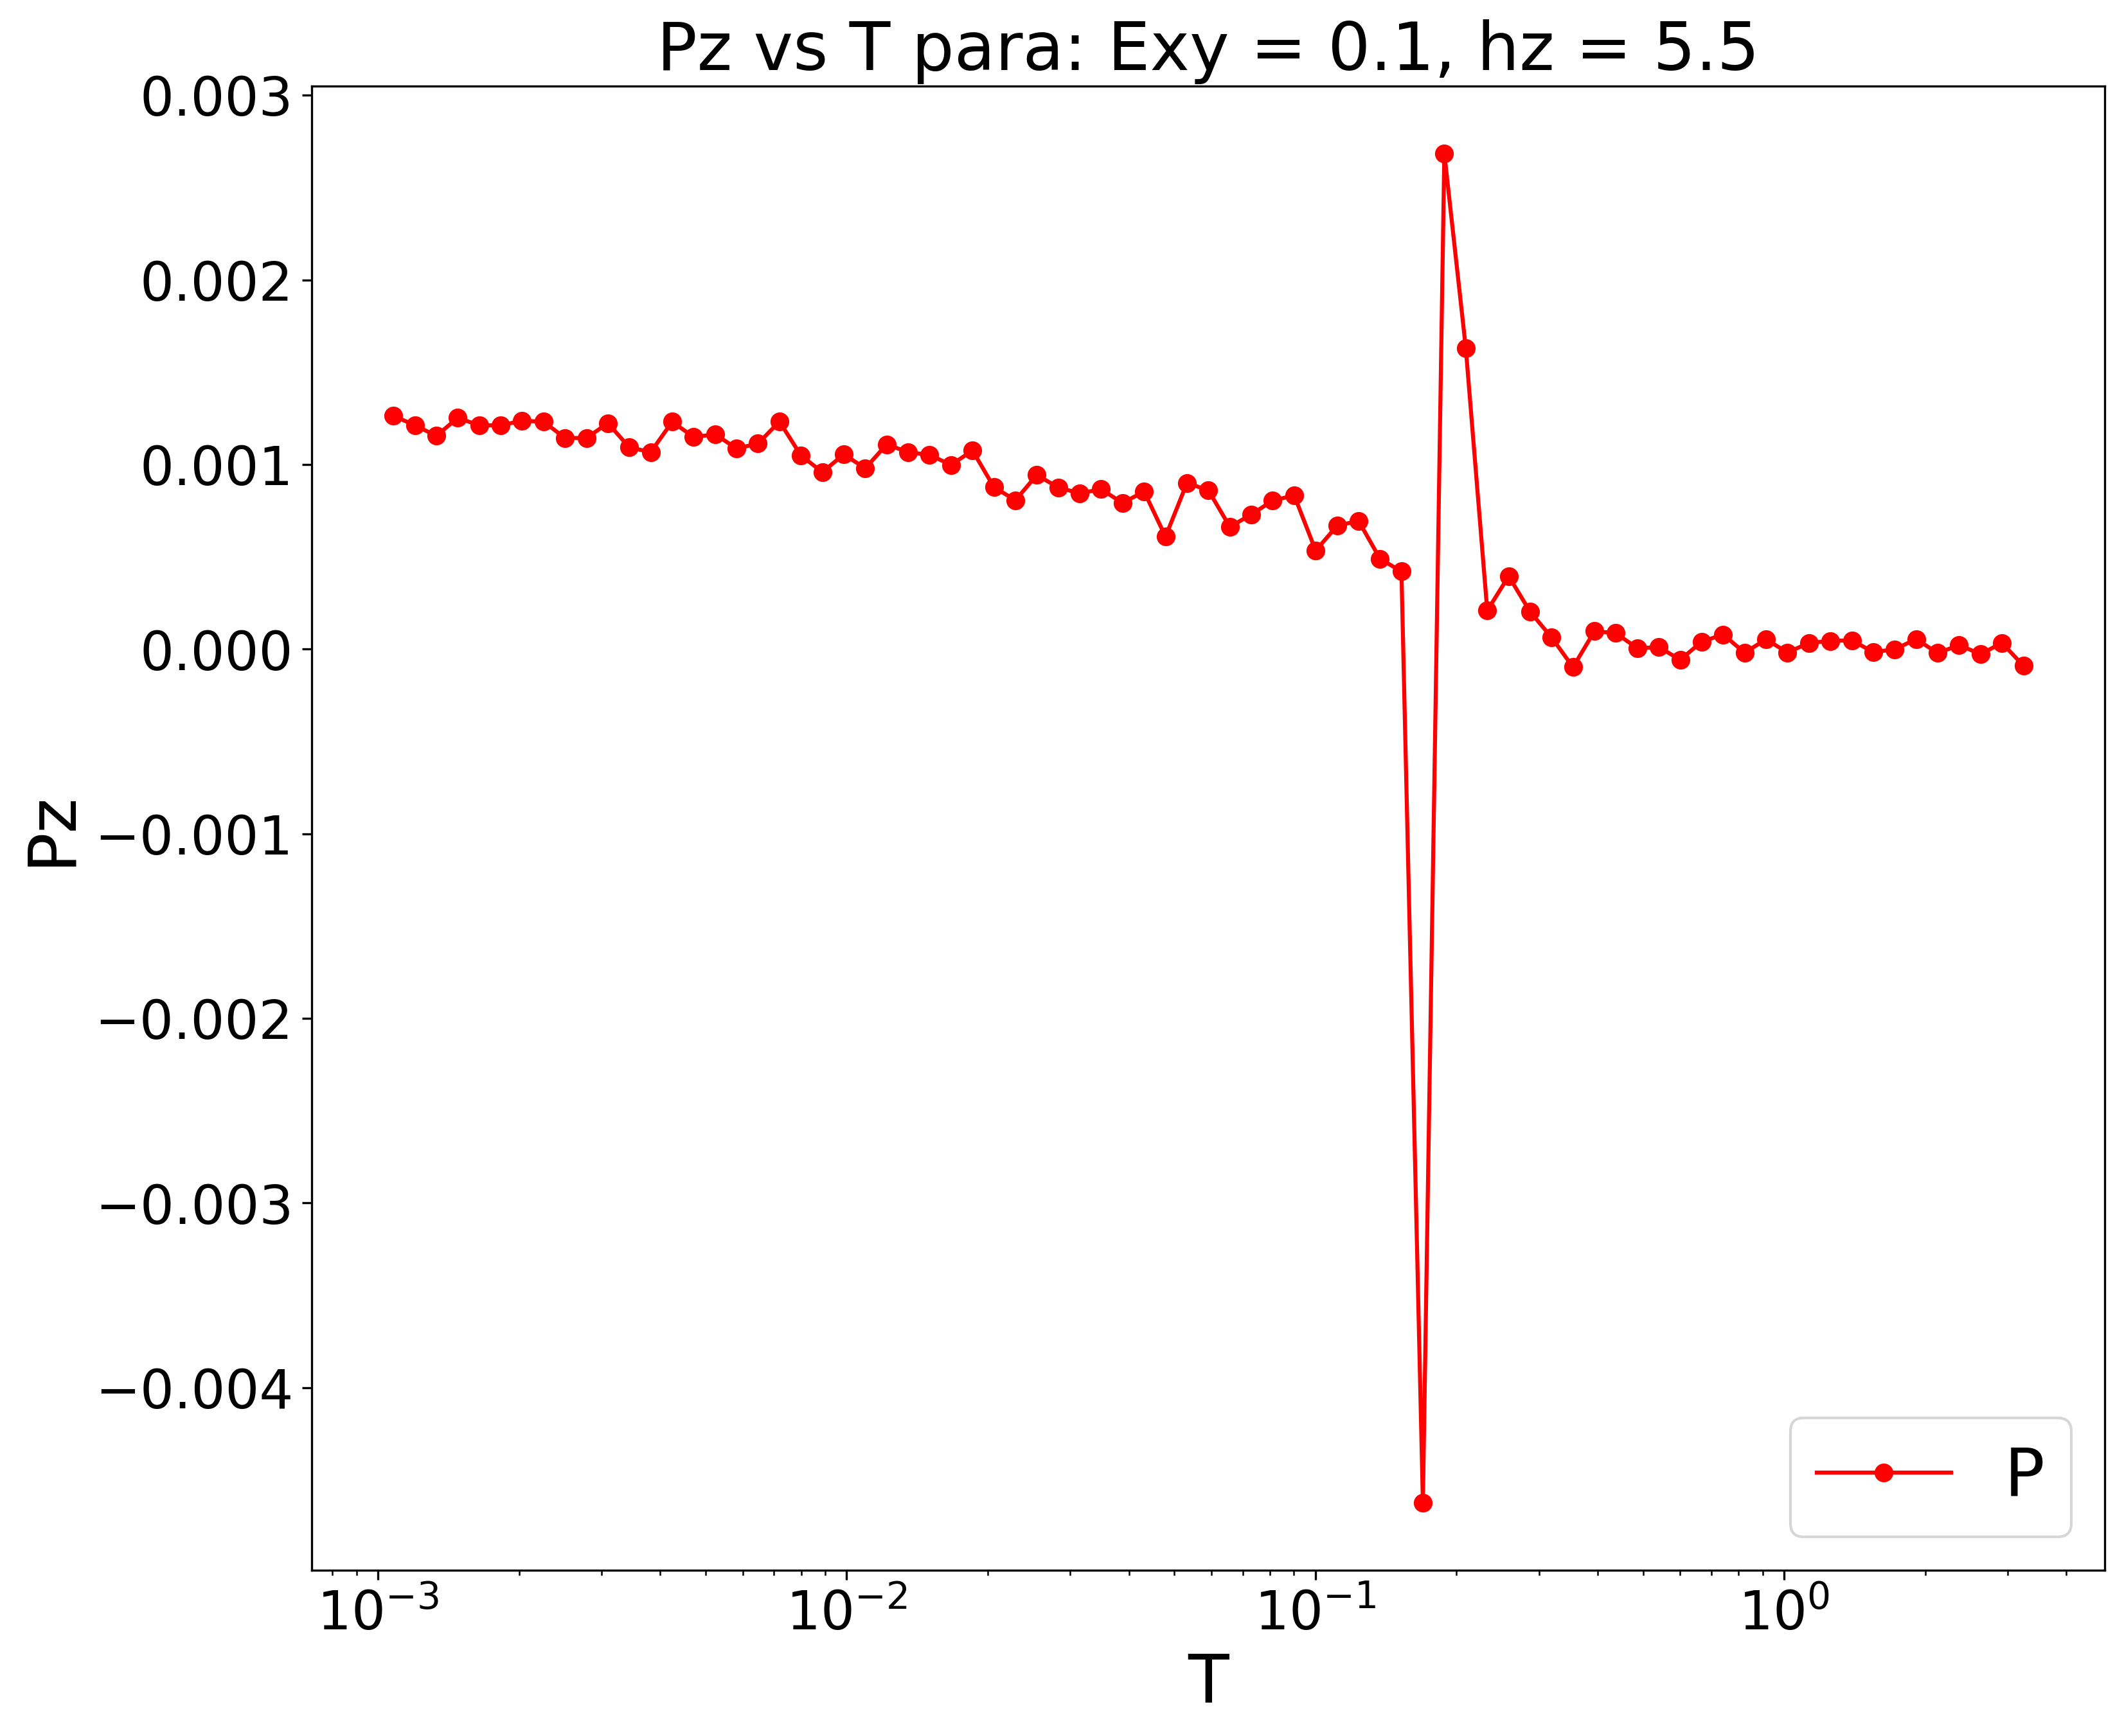 Pz vs T para: Exy = 0.1, hz = 5.5
0.003
0.002
0.001
0.000
−0.001
−0.002
−0.003
−0.004
Pz
P
10⁻³ 10⁻² 10⁻¹ 10⁰
T